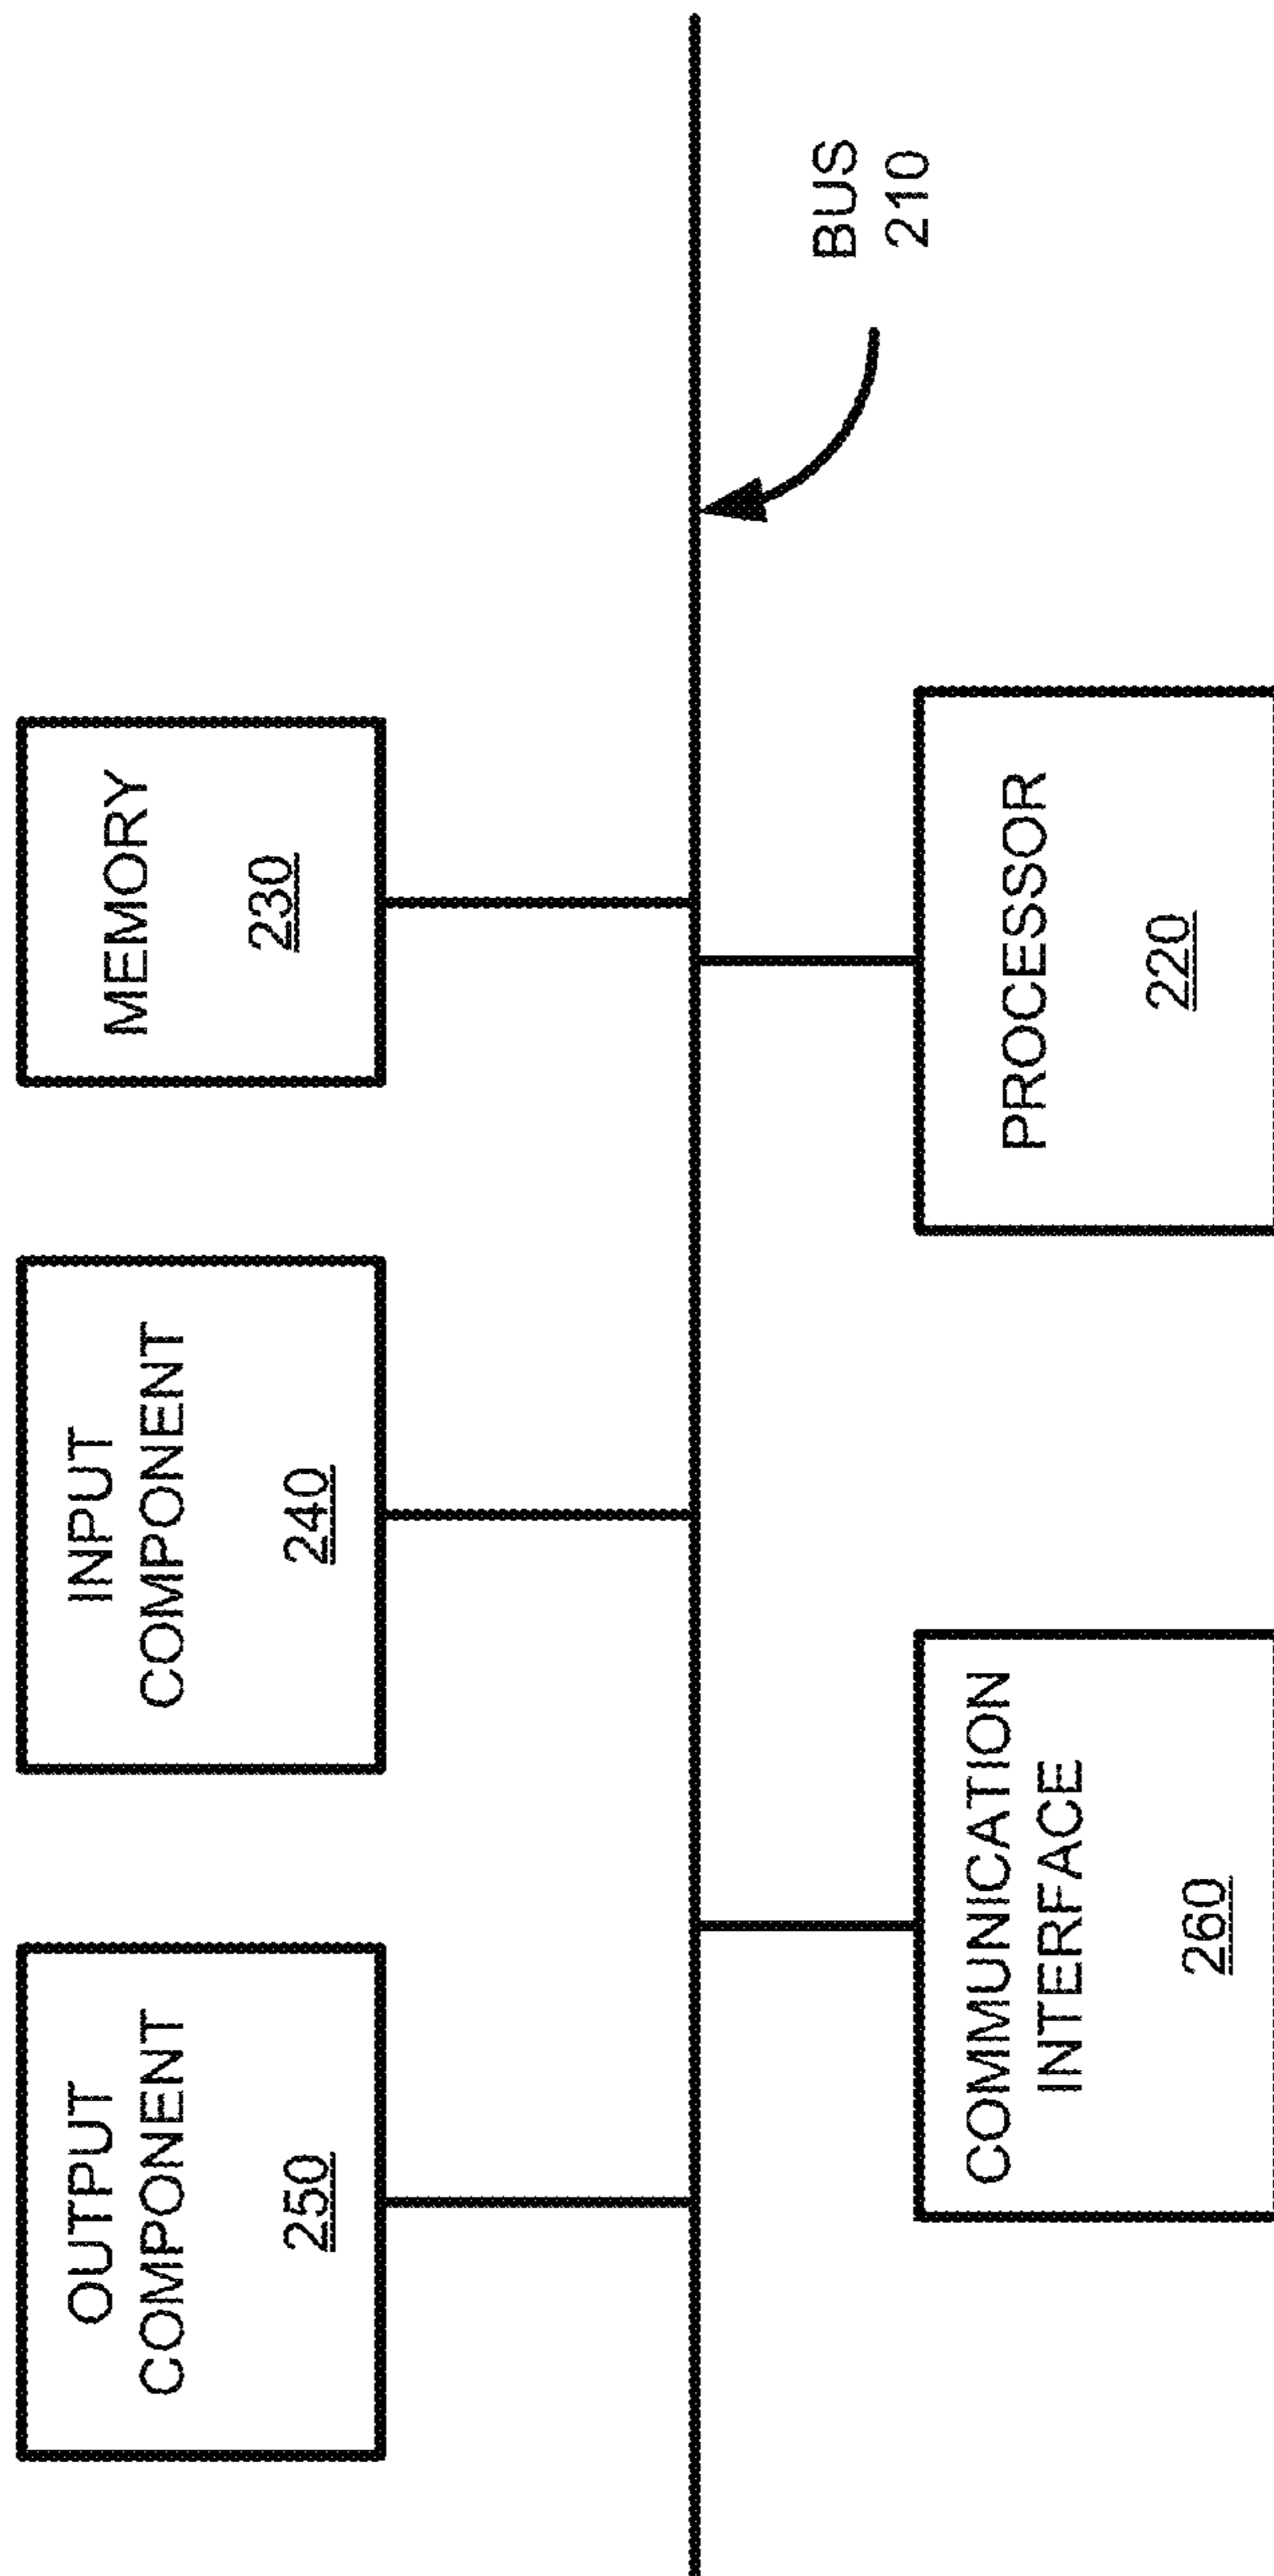 OUTPUT
COMPONENT
250
INPUT
COMPONENT
240
MEMORY
230
COMMUNICATION
INTERFACE
260
PROCESSOR
220
BUS
210